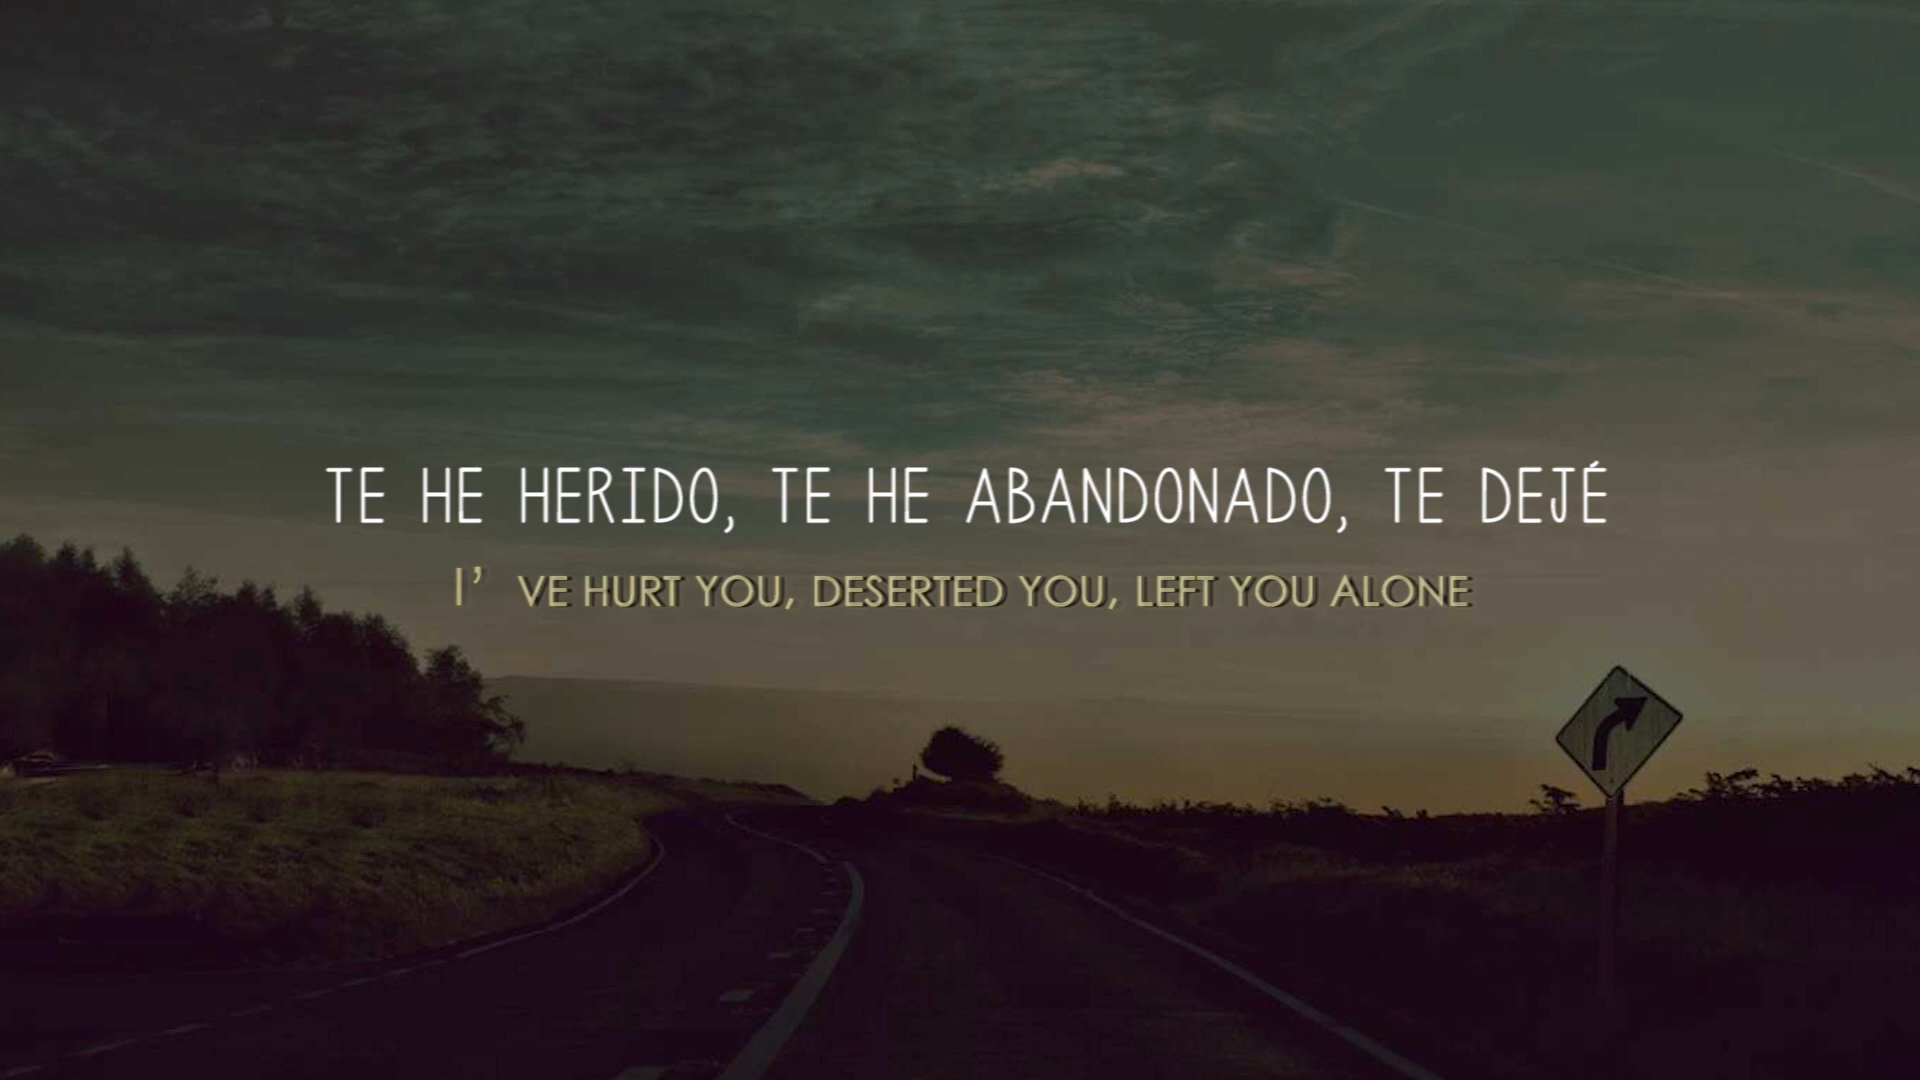 TE HE HERIDO, TE HE ABANDONADO, TE DEJÉ
I’VE HURT YOU, DESERTED YOU, LEFT YOU ALONE